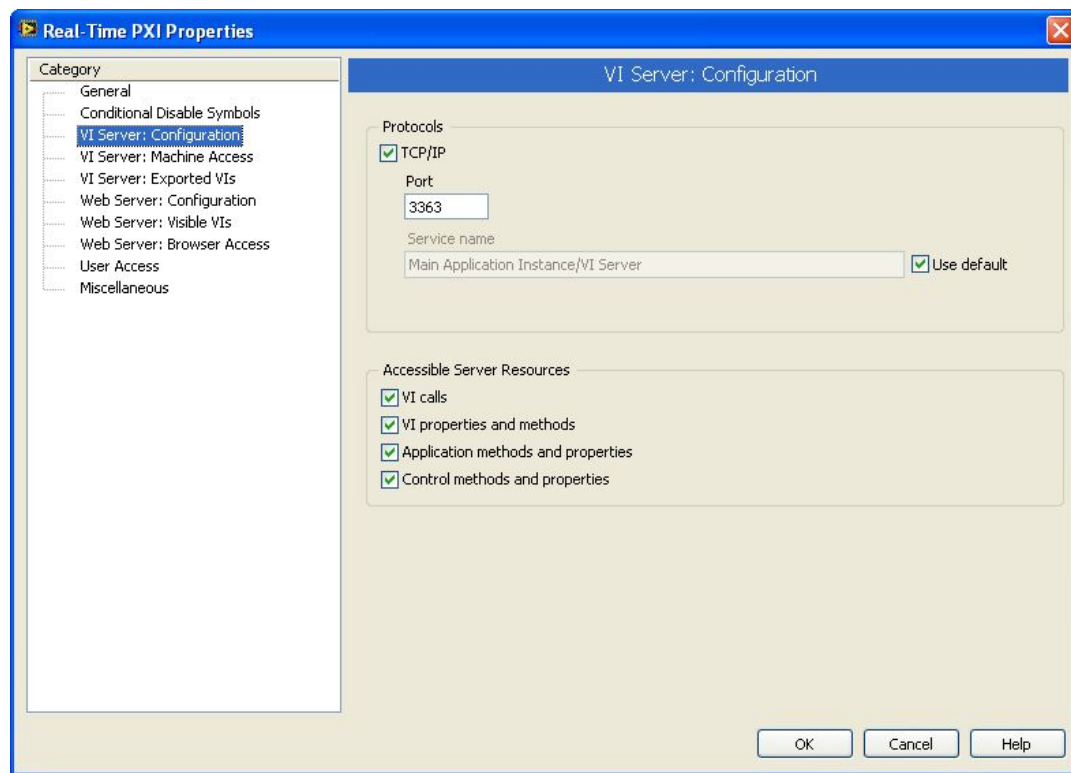 Real-Time PXI Properties
Category
General
Conditional Disable Symbols
VI Server: Configuration
VI Server: Machine Access
VI Server: Exported VIs
Web Server: Configuration
Web Server: Visible VIs
Web Server: Browser Access
User Access
Miscellaneous
VI Server: Configuration
Protocols
TCP/IP
Port
3363
Service name
Main Application Instance/VI Server
Use default
Accessible Server Resources
VI calls
VI properties and methods
Application methods and properties
Control methods and properties
OK
Cancel
Help